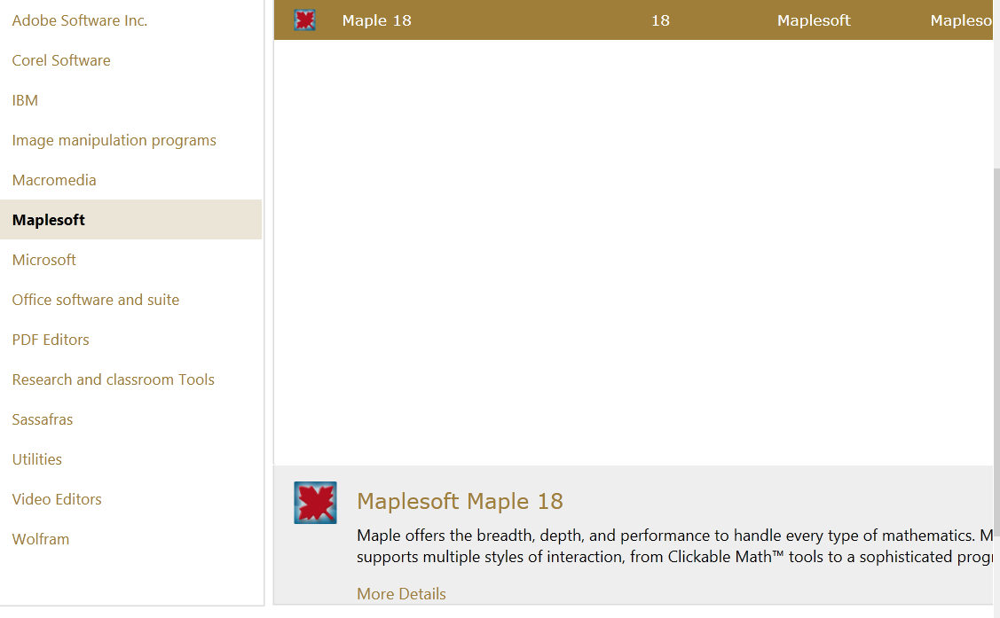 Adobe Software Inc.
Corel Software
IBM
Image manipulation programs
Macromedia
Maplesoft
Microsoft
Office software and suite
PDF Editors
Research and classroom Tools
Sassafras
Utilities
Video Editors
Wolfram
Maple 18 18 Maplesoft Mapleso
Maplesoft Maple 18
Maple offers the breadth, depth, and performance to handle every type of mathematics. M
supports multiple styles of interaction, from Clickable Math™ tools to a sophisticated progr
More Details